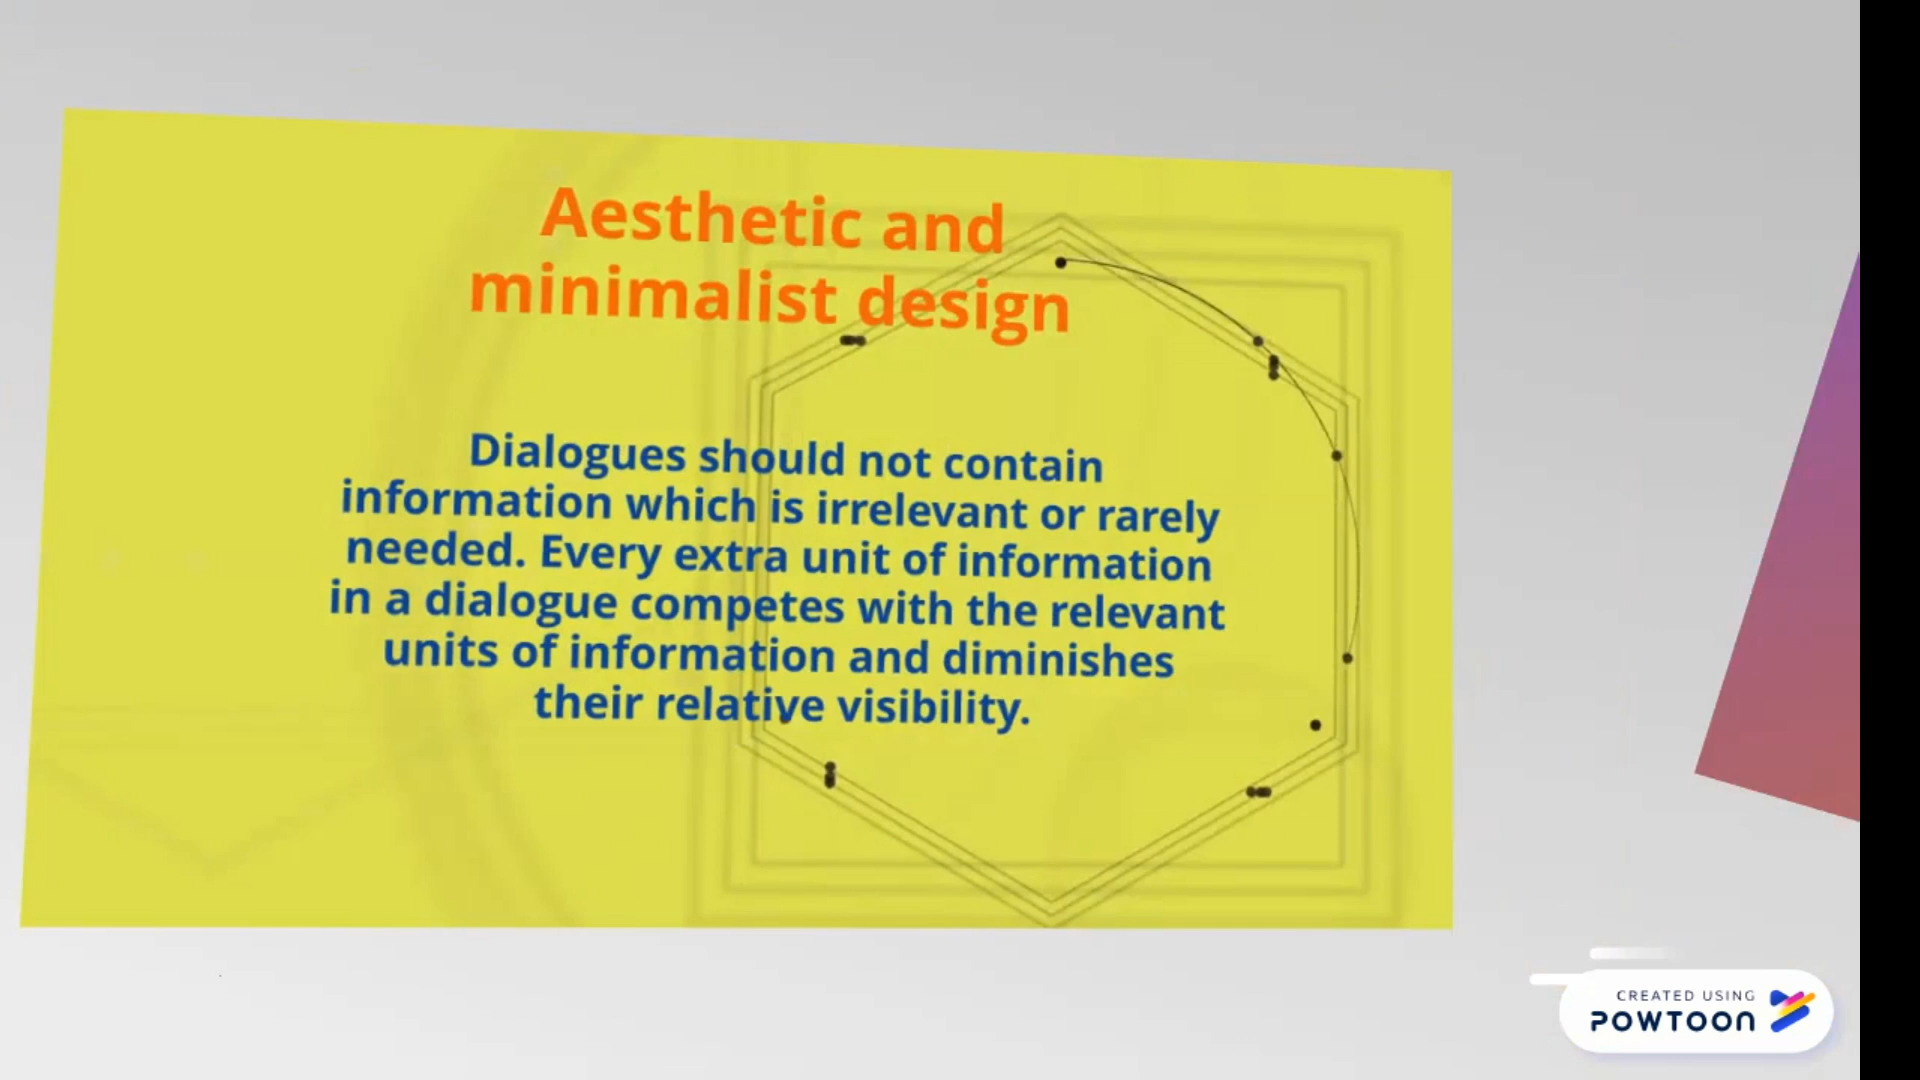 Aesthetic and
minimalist design
Dialogues should not contain
information which is irrelevant or rarely
needed. Every extra unit of information
in a dialogue competes with the relevant
units of information and diminishes
their relative visibility.
CREATED USING
POWTOON